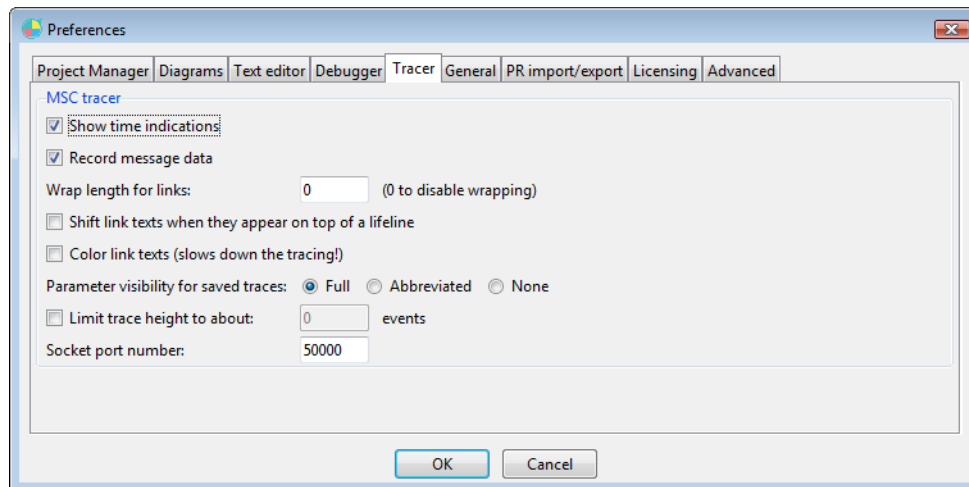 Preferences
Project Manager Diagrams Text editor Debugger Tracer General PR import/export Licensing Advanced
MSC tracer
Show time indications
Record message data
Wrap length for links: 0 (0 to disable wrapping)
Shift link texts when they appear on top of a lifeline
Color link texts (slows down the tracing!)
Parameter visibility for saved traces: Full Abbreviated None
Limit trace height to about: 0 events
Socket port number: 50000
OK Cancel